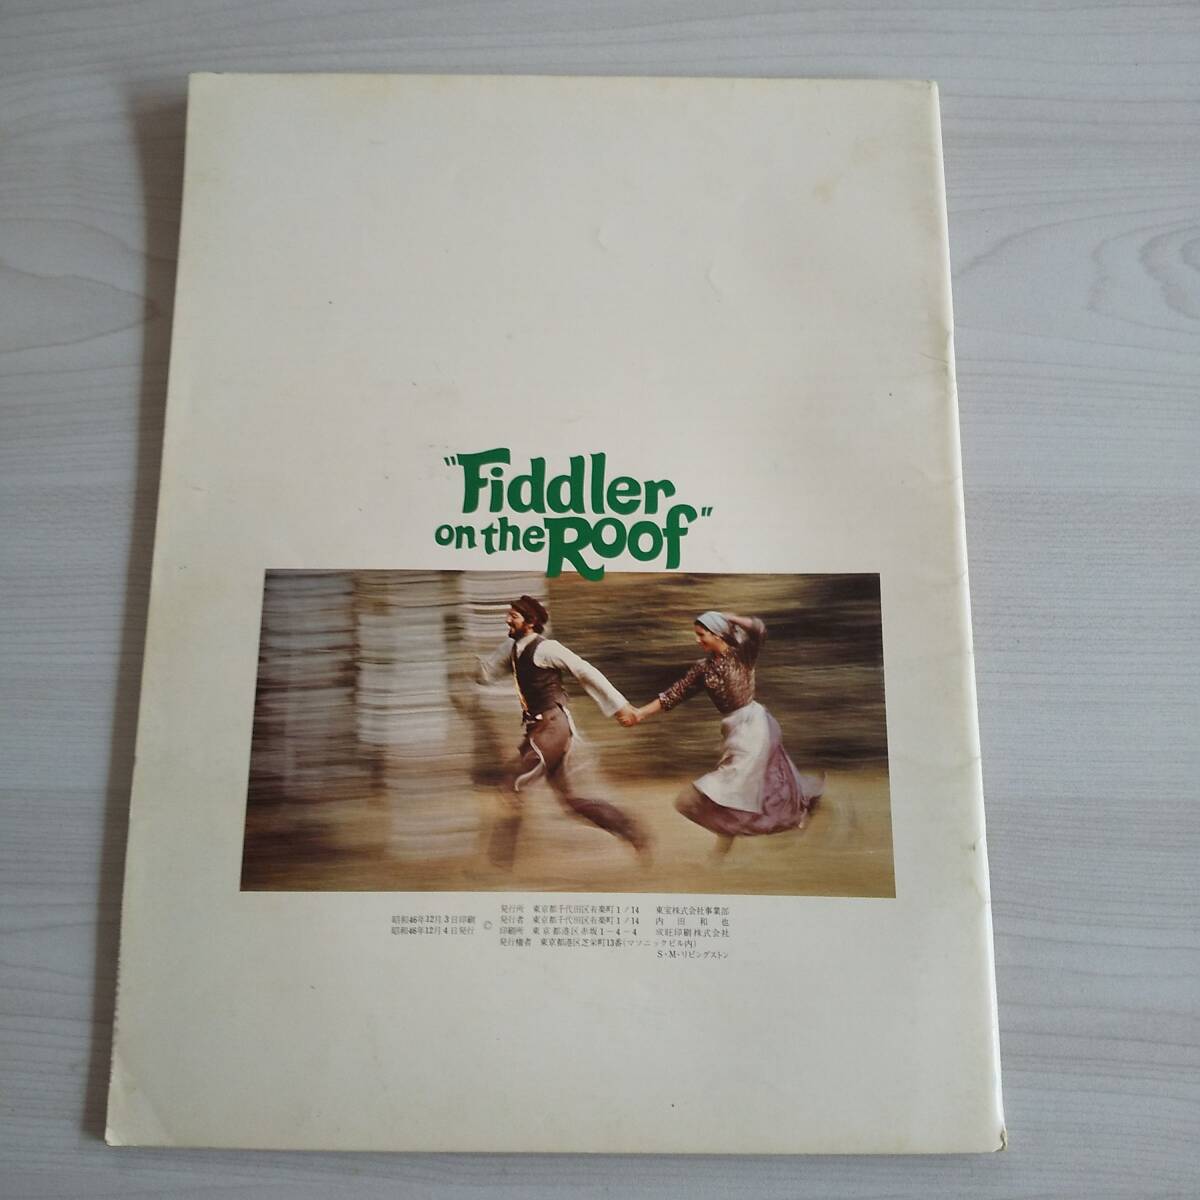 "Fiddler
on the Roof"
昭和46年12月3日印刷
昭和46年12月4日発行
©
発行所 東京都千代田区有楽町1/14 東宝株式会社事業部
発行者 東京都千代田区有楽町1/14 内田和也
印刷所 東京都港区赤坂1-4-4 成旺印刷株式会社
発行権者 東京都港区芝栄町13番(マソニックビル内)
S・M・リビングストン